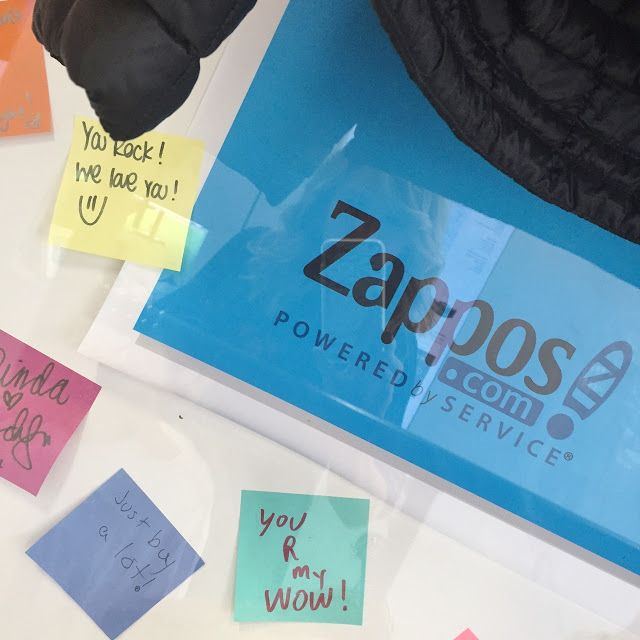 You Rock!
We love you!
Zappos
.com
POWERED by SERVICE®
Just buy
a lot!
YOU
R
my
WOW!